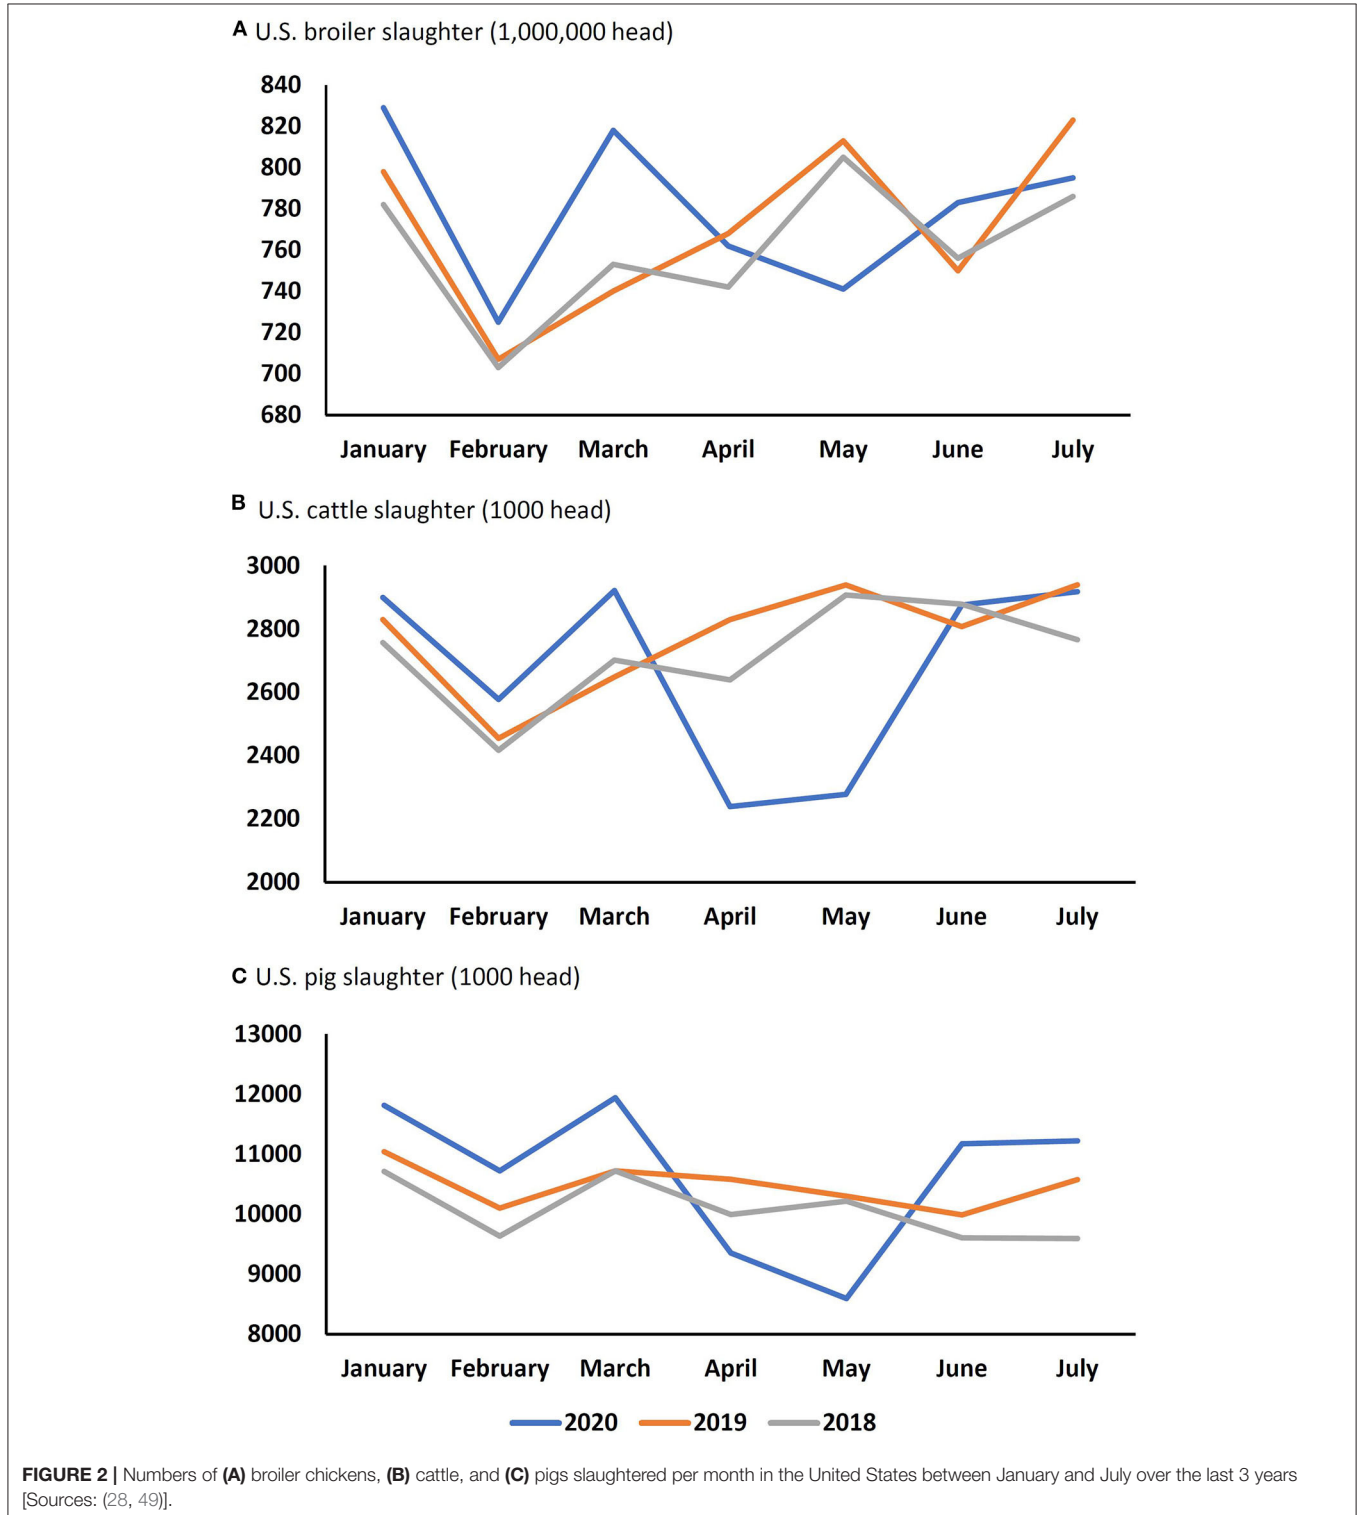 A U.S. broiler slaughter (1,000,000 head)
840
820
800
780
760
740
720
700
680
January February March April May June July
B U.S. cattle slaughter (1000 head)
3000
2800
2600
2400
2200
2000
January February March April May June July
C U.S. pig slaughter (1000 head)
13000
12000
11000
10000
9000
8000
January February March April May June July
2020 2019 2018
FIGURE 2 | Numbers of (A) broiler chickens, (B) cattle, and (C) pigs slaughtered per month in the United States between January and July over the last 3 years
[Sources: (28, 49)].